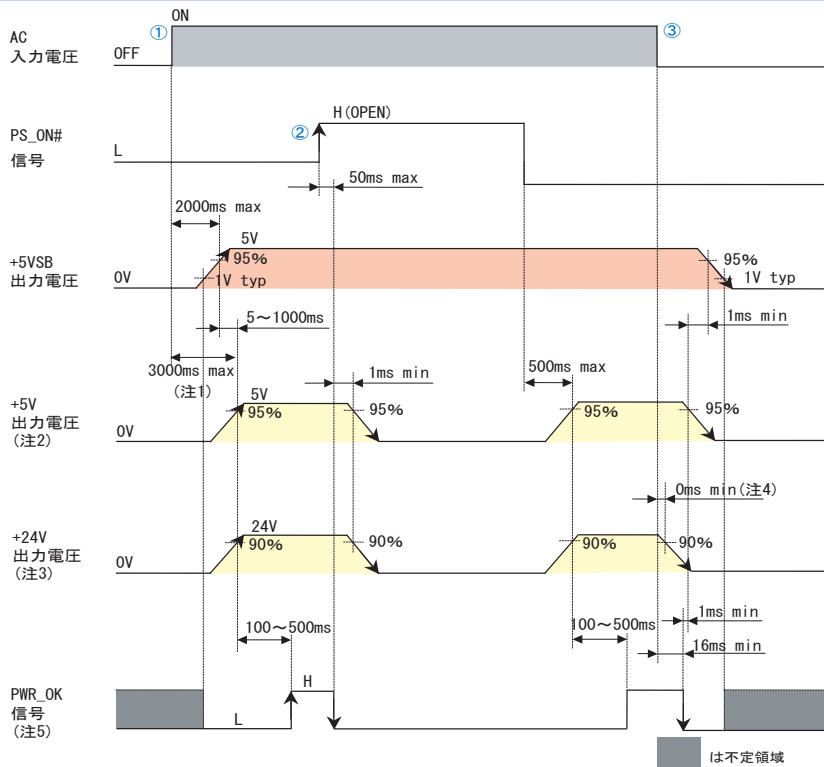 ON
AC
入力電圧
OFF
①
③
PS_ON#
信号
L
②
H(OPEN)
50ms max
2000ms max
+5VSB
出力電圧
0V
5V
95%
1V typ
95%
1V typ
5～1000ms
1ms min
3000ms max
(注1)
1ms min
500ms max
+5V
出力電圧
(注2)
0V
5V
95%
95%
95%
95%
0ms min(注4)
+24V
出力電圧
(注3)
0V
24V
90%
90%
90%
90%
100～500ms
100～500ms
1ms min
16ms min
PWR_OK
信号
(注5)
L
H
は不定領域